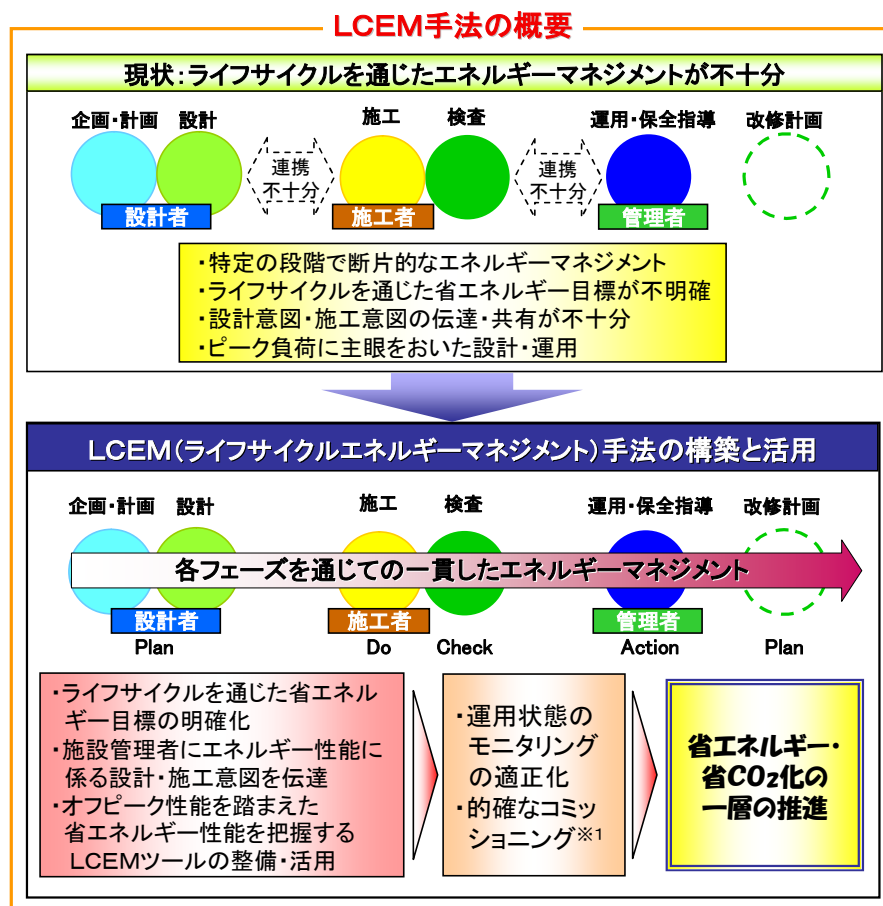 LCEM手法の概要
現状:ライフサイクルを通じたエネルギーマネジメントが不十分
企画・計画 設計 施工 検査 運用・保全指導 改修計画
連携
不十分
連携
不十分
設計者 施工者 管理者
・特定の段階で断片的なエネルギーマネジメント
・ライフサイクルを通じた省エネルギー目標が不明確
・設計意図・施工意図の伝達・共有が不十分
・ピーク負荷に主眼をおいた設計・運用
LCEM(ライフサイクルエネルギーマネジメント)手法の構築と活用
企画・計画 設計 施工 検査 運用・保全指導 改修計画
各フェーズを通じての一貫したエネルギーマネジメント
設計者 施工者 管理者
Plan Do Check Action Plan
・ライフサイクルを通じた省エネル
ギー目標の明確化
・施設管理者にエネルギー性能に
係る設計・施工意図を伝達
・オフピーク性能を踏まえた
省エネルギー性能を把握する
LCEMツールの整備・活用
・運用状態の
モニタリング
の適正化
・的確なコミッ
ショニング※1
省エネルギー・
省CO₂化の
一層の推進